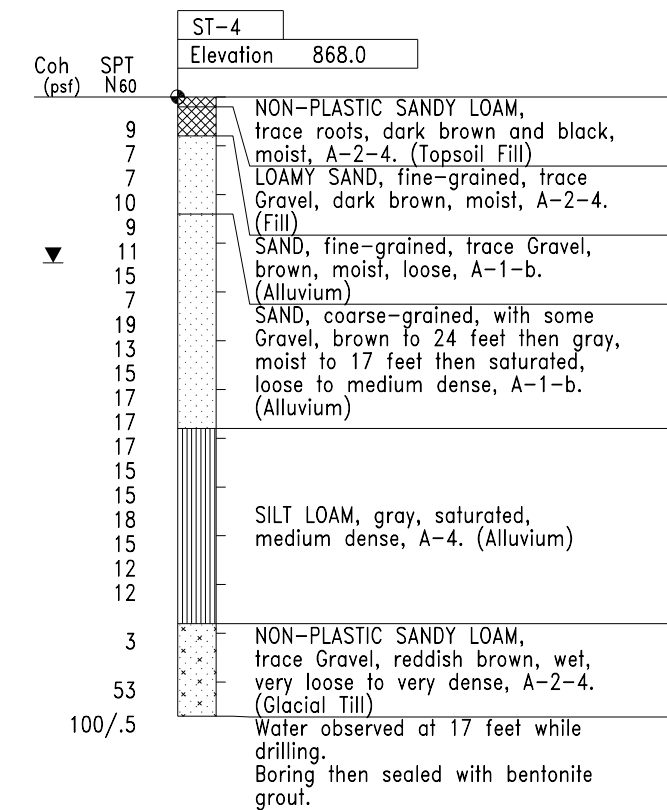 ST-4
Elevation 868.0
Coh SPT
(psf) N60
NON-PLASTIC SANDY LOAM,
trace roots, dark brown and black,
moist, A-2-4. (Topsoil Fill)
LOAMY SAND, fine-grained, trace
Gravel, dark brown, moist, A-2-4.
(Fill)
SAND, fine-grained, trace Gravel,
brown, moist, loose, A-1-b.
(Alluvium)
SAND, coarse-grained, with some
Gravel, brown to 24 feet then gray,
moist to 17 feet then saturated,
loose to medium dense, A-1-b.
(Alluvium)
SILT LOAM, gray, saturated,
medium dense, A-4. (Alluvium)
NON-PLASTIC SANDY LOAM,
trace Gravel, reddish brown, wet,
very loose to very dense, A-2-4.
(Glacial Till)
Water observed at 17 feet while
drilling.
Boring then sealed with bentonite
grout.
9
7
7
10
9
11
15
7
19
13
15
17
17
17
15
15
18
15
12
12
3
53
100/.5